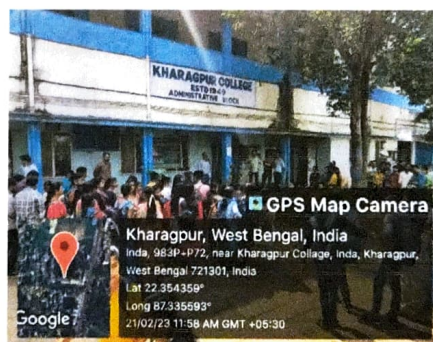 KHARAGPUR COLLEGE
ESTD 1949
ADMINISTRATIVE BLOCK
GPS Map Camera
Kharagpur, West Bengal, India
Inda, 983P+P72, near Kharagpur Collage, Inda, Kharagpur,
West Bengal 721301, India
Lat 22.354359°
Long 87.335593°
21/02/23 11:58 AM GMT +05:30
Google